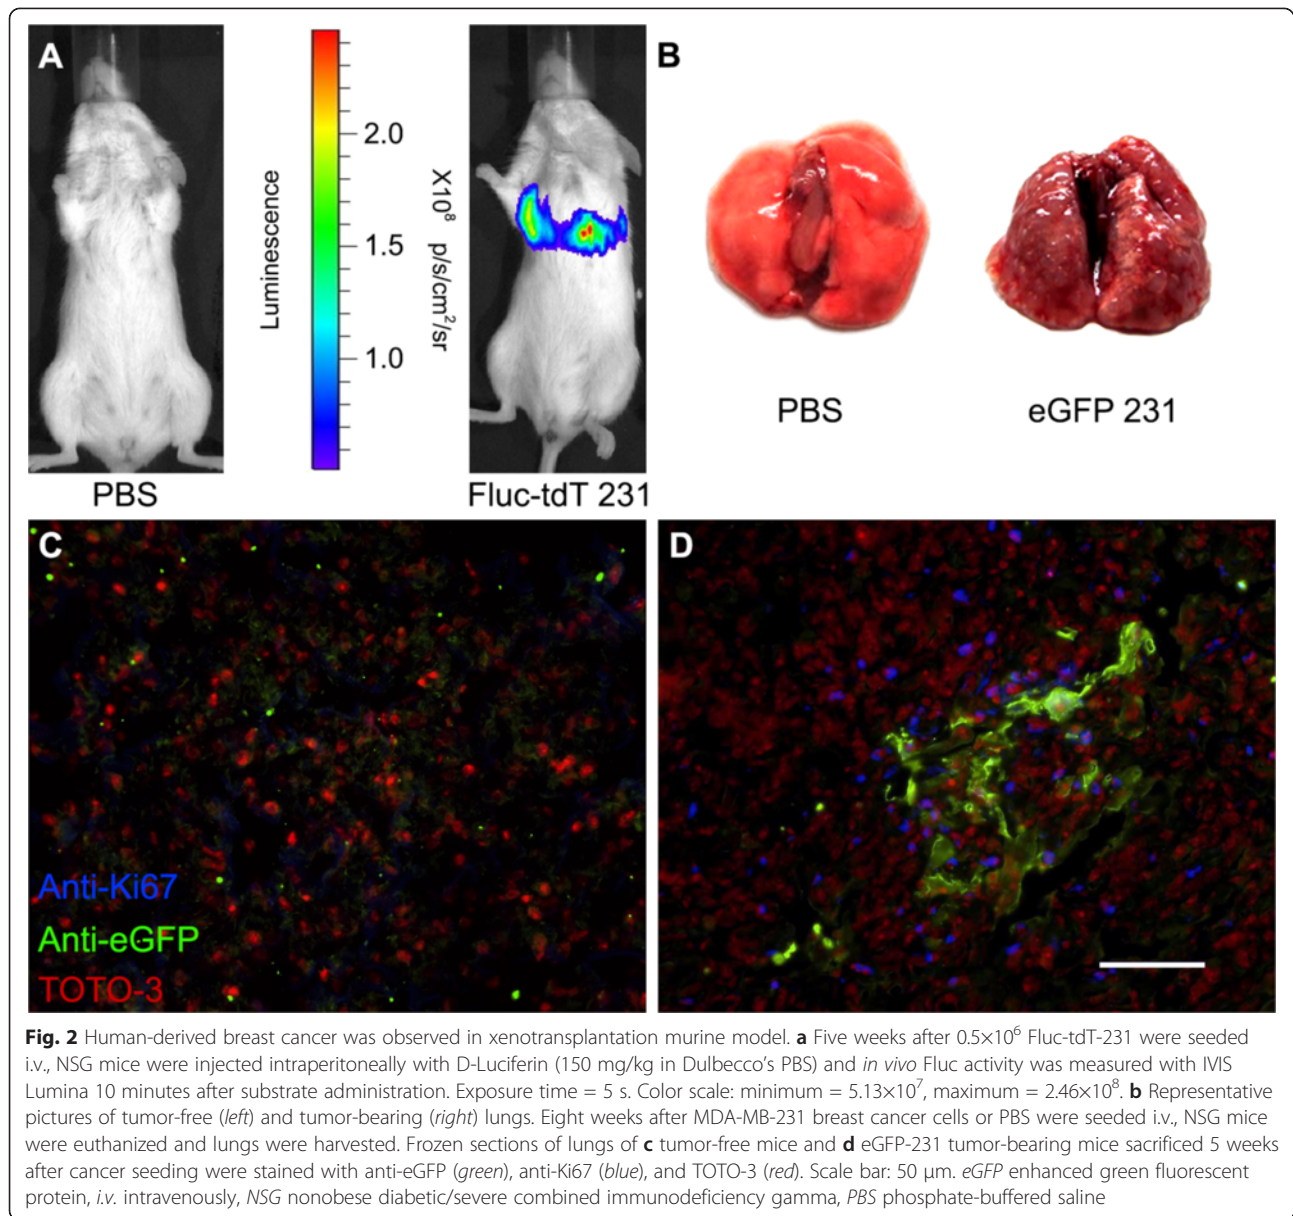 A
B
Luminescence
2.0
1.5
1.0
X10⁸ p/s/cm²/sr
PBS
Fluc-tdT 231
PBS
eGFP 231
C
D
Anti-Ki67
Anti-eGFP
TOTO-3
Fig. 2 Human-derived breast cancer was observed in xenotransplantation murine model. a Five weeks after 0.5×10⁶ Fluc-tdT-231 were seeded
i.v., NSG mice were injected intraperitoneally with D-Luciferin (150 mg/kg in Dulbecco's PBS) and in vivo Fluc activity was measured with IVIS
Lumina 10 minutes after substrate administration. Exposure time = 5 s. Color scale: minimum = 5.13×10⁷, maximum = 2.46×10⁸. b Representative
pictures of tumor-free (left) and tumor-bearing (right) lungs. Eight weeks after MDA-MB-231 breast cancer cells or PBS were seeded i.v., NSG mice
were euthanized and lungs were harvested. Frozen sections of lungs of c tumor-free mice and d eGFP-231 tumor-bearing mice sacrificed 5 weeks
after cancer seeding were stained with anti-eGFP (green), anti-Ki67 (blue), and TOTO-3 (red). Scale bar: 50 μm. eGFP enhanced green fluorescent
protein, i.v. intravenously, NSG nonobese diabetic/severe combined immunodeficiency gamma, PBS phosphate-buffered saline